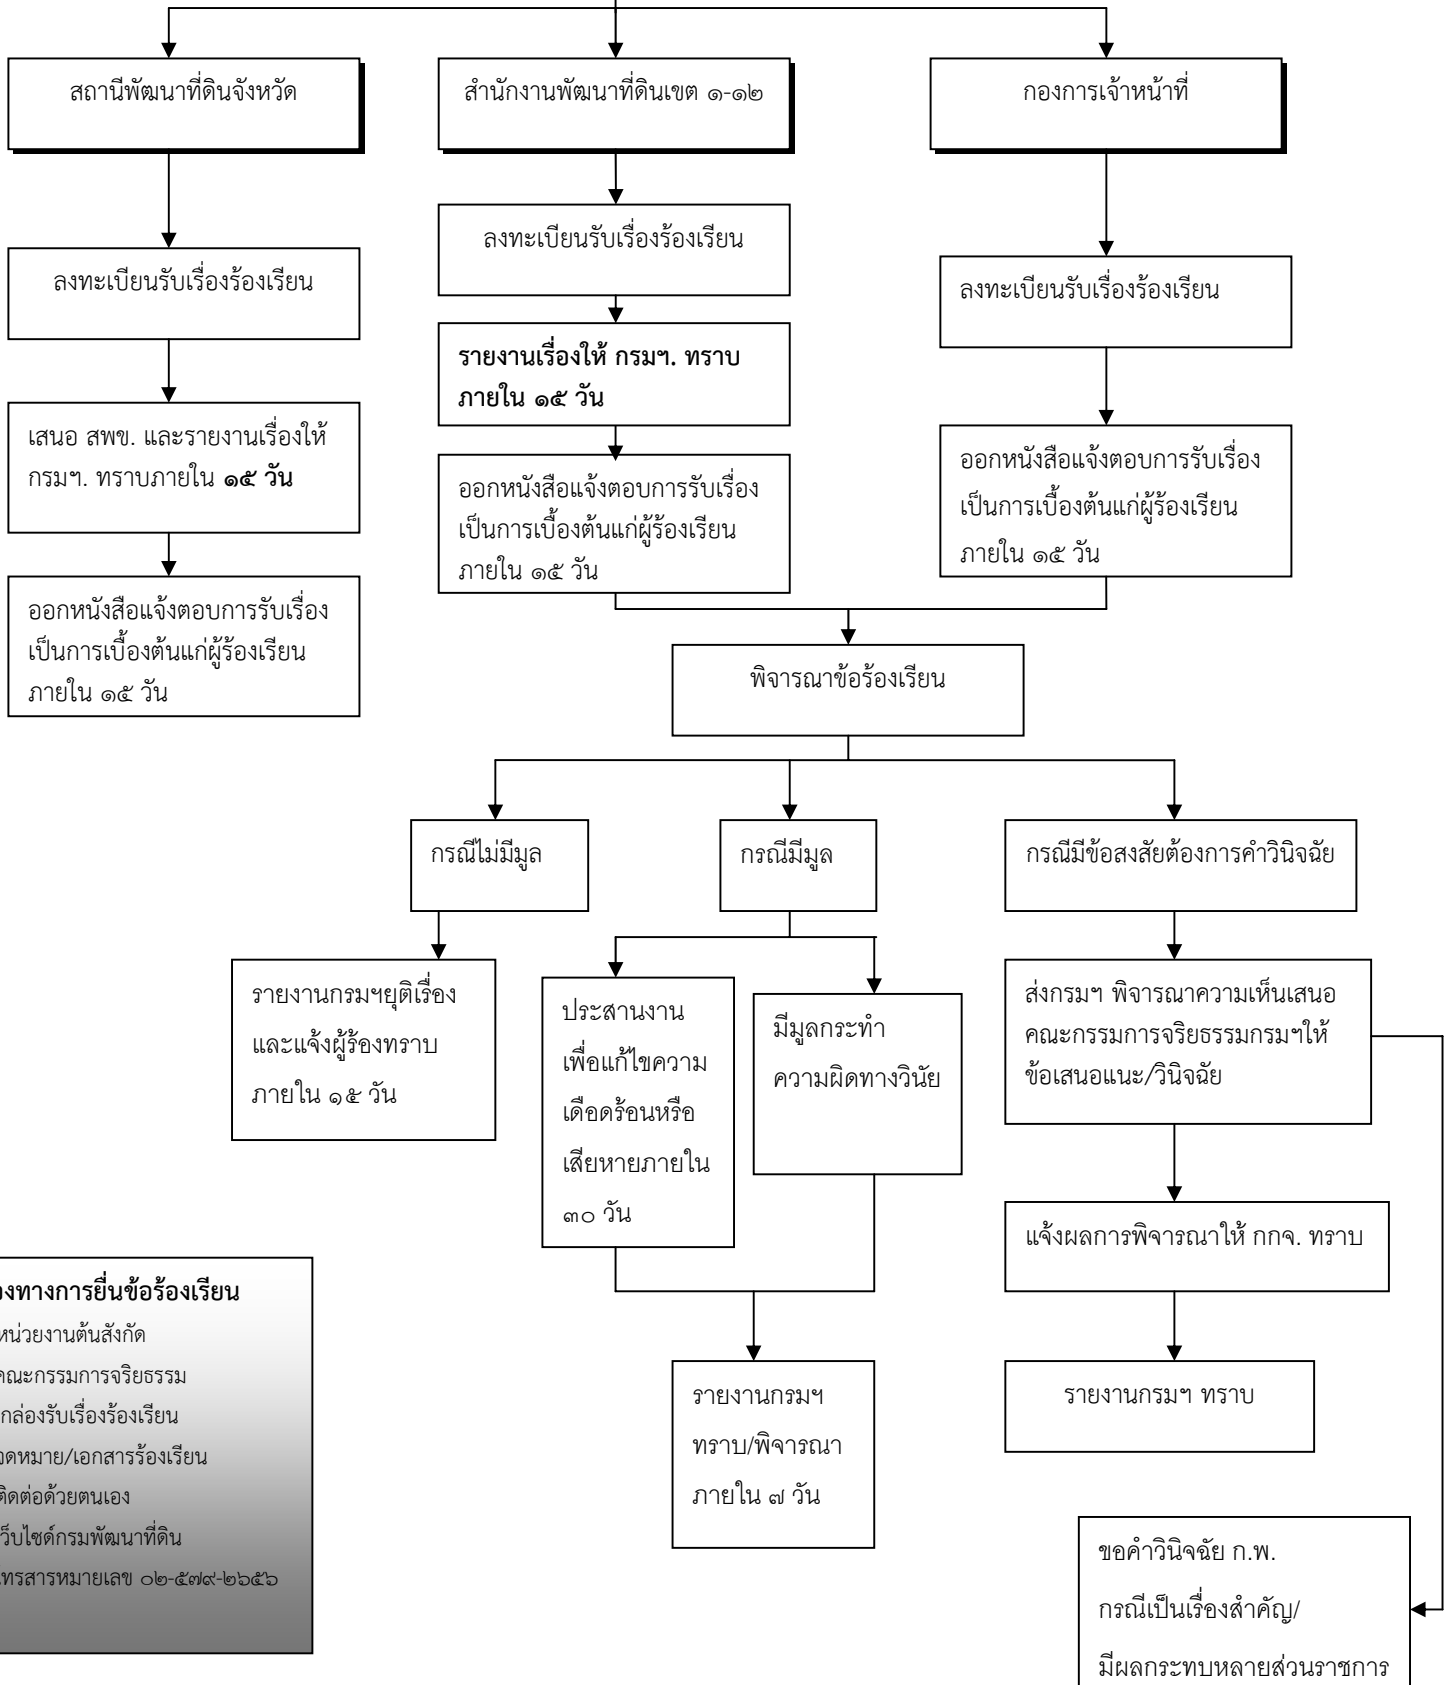 สถานีพัฒนาที่ดินจังหวัด
สำนักงานพัฒนาที่ดินเขต ๑-๑๒
กองการเจ้าหน้าที่
ลงทะเบียนรับเรื่องร้องเรียน
ลงทะเบียนรับเรื่องร้องเรียน
ลงทะเบียนรับเรื่องร้องเรียน
รายงานเรื่องให้ กรมฯ. ทราบ
ภายใน ๑๕ วัน
เสนอ สพข. และรายงานเรื่องให้
กรมฯ. ทราบภายใน ๑๕ วัน
ออกหนังสือแจ้งตอบการรับเรื่อง
เป็นการเบื้องต้นแก่ผู้ร้องเรียน
ภายใน ๑๕ วัน
ออกหนังสือแจ้งตอบการรับเรื่อง
เป็นการเบื้องต้นแก่ผู้ร้องเรียน
ภายใน ๑๕ วัน
ออกหนังสือแจ้งตอบการรับเรื่อง
เป็นการเบื้องต้นแก่ผู้ร้องเรียน
ภายใน ๑๕ วัน
พิจารณาข้อร้องเรียน
กรณีไม่มีมูล
กรณีมีมูล
กรณีมีข้อสงสัยต้องการคำวินิจฉัย
รายงานกรมฯยุติเรื่อง
และแจ้งผู้ร้องทราบ
ภายใน ๑๕ วัน
ประสานงาน
เพื่อแก้ไขความ
เดือดร้อนหรือ
เสียหายภายใน
๓๐ วัน
มีมูลกระทำ
ความผิดทางวินัย
ส่งกรมฯ พิจารณาความเห็นเสนอ
คณะกรรมการจริยธรรมกรมฯให้
ข้อเสนอแนะ/วินิจฉัย
แจ้งผลการพิจารณาให้ กกจ. ทราบ
รายงานกรมฯ
ทราบ/พิจารณา
ภายใน ๗ วัน
รายงานกรมฯ ทราบ
ขอคำวินิจฉัย ก.พ.
กรณีเป็นเรื่องสำคัญ/
มีผลกระทบหลายส่วนราชการ
องทางการยื่นข้อร้องเรียน
หน่วยงานต้นสังกัด
คณะกรรมการจริยธรรม
กล่องรับเรื่องร้องเรียน
จดหมาย/เอกสารร้องเรียน
ติดต่อด้วยตนเอง
ว็บไซด์กรมพัฒนาที่ดิน
ทรสารหมายเลข ๐๒-๕๗๙-๒๖๕๖